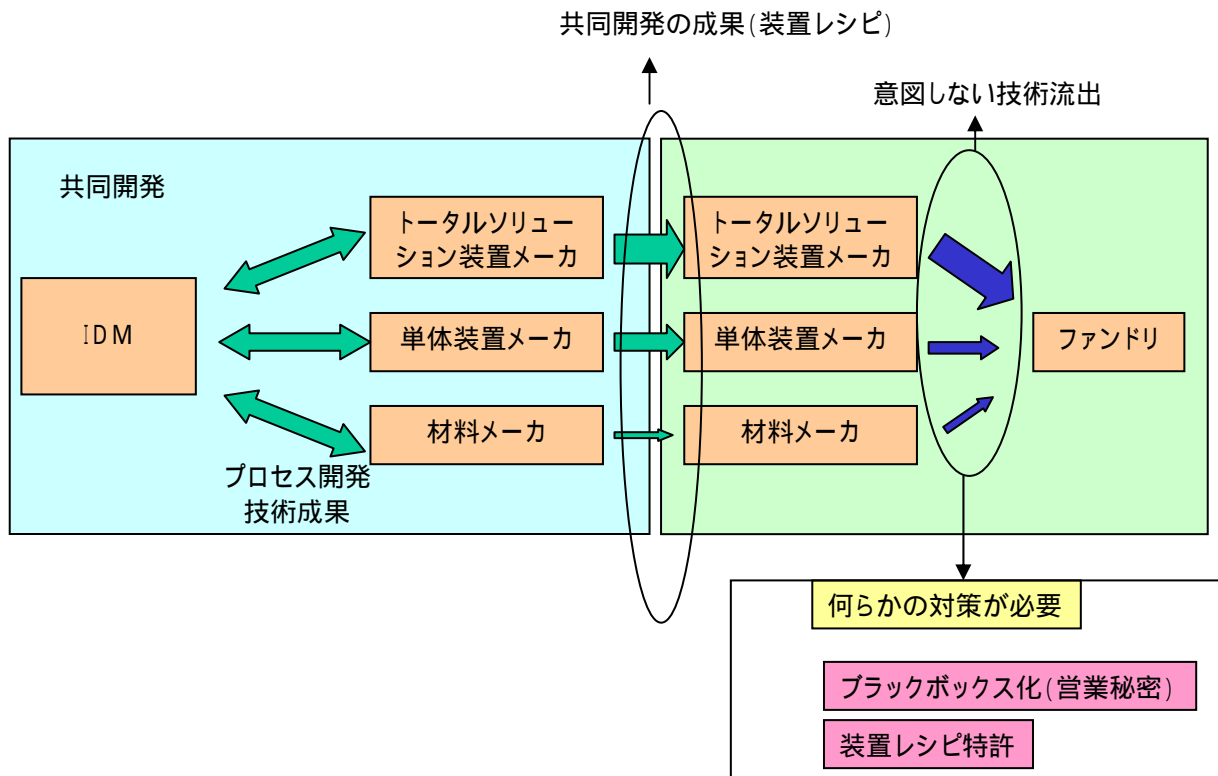 共同開発の成果(装置レシピ)
意図しない技術流出
共同開発
トータルソリュー
ション装置メーカ
トータルソリュー
ション装置メーカ
IDM
単体装置メーカ
単体装置メーカ
ファンドリ
材料メーカ
材料メーカ
プロセス開発
技術成果
何らかの対策が必要
ブラックボックス化(営業秘密)
装置レシピ特許